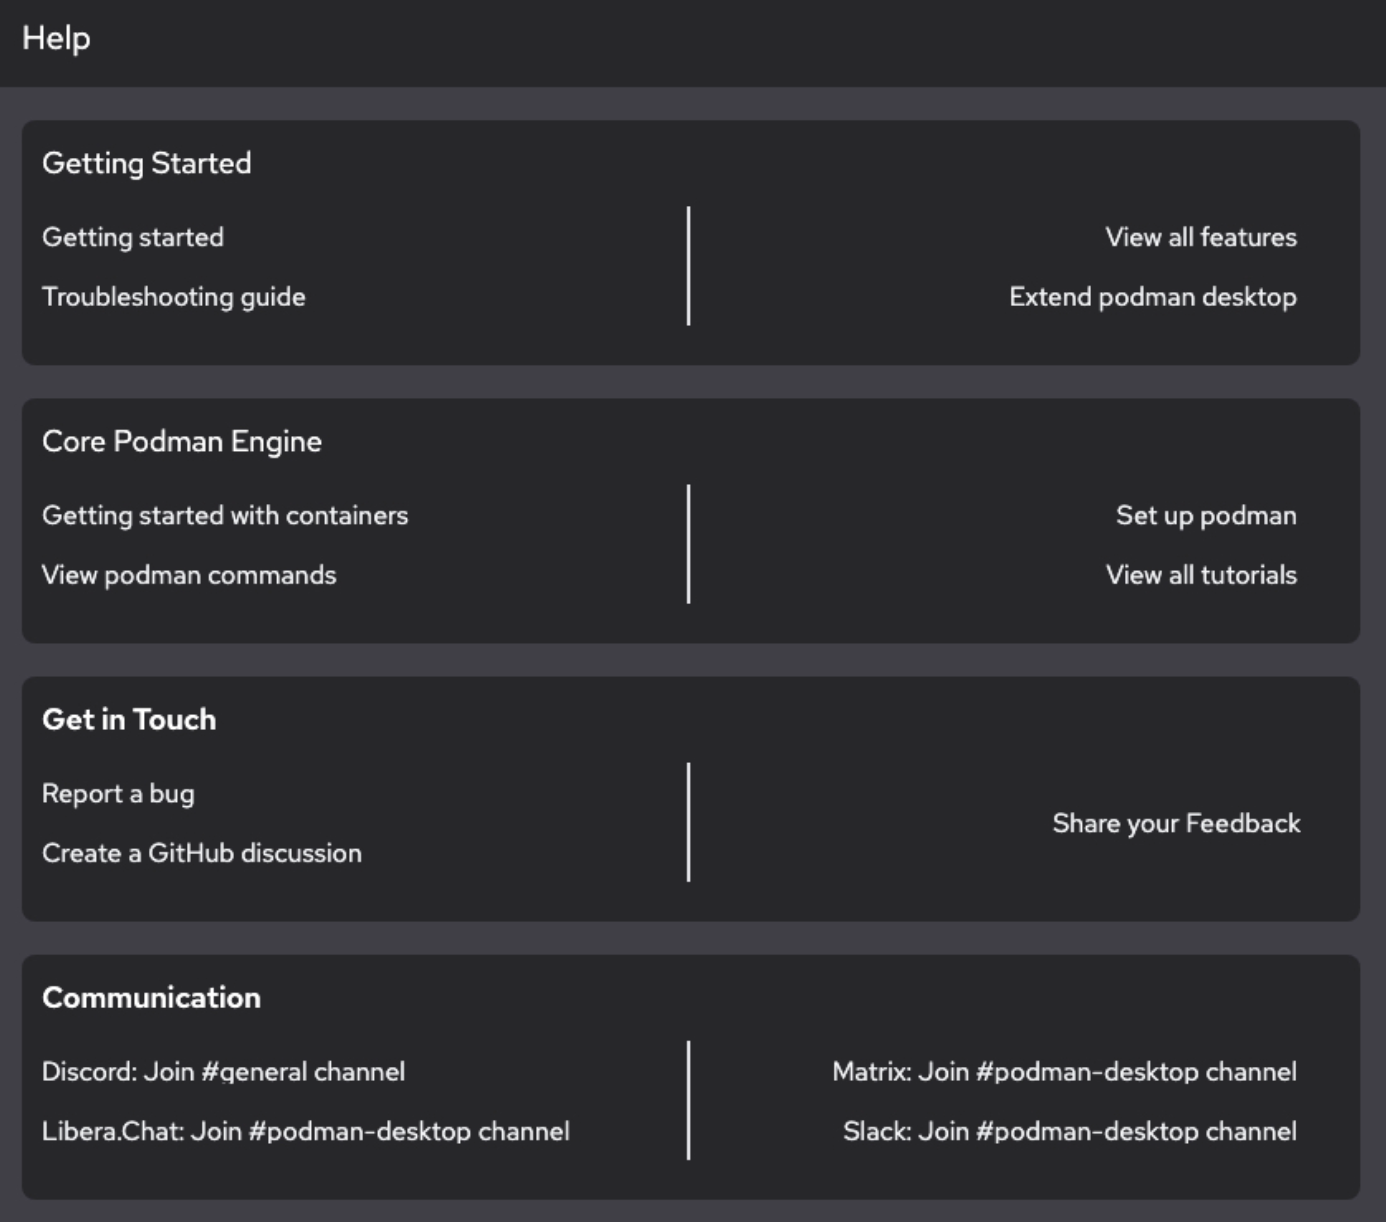 Help
Getting Started
Getting started
View all features
Troubleshooting guide
Extend podman desktop
Core Podman Engine
Getting started with containers
Set up podman
View podman commands
View all tutorials
Get in Touch
Report a bug
Share your Feedback
Create a GitHub discussion
Communication
Discord: Join #general channel
Matrix: Join #podman-desktop channel
Libera.Chat: Join #podman-desktop channel
Slack: Join #podman-desktop channel